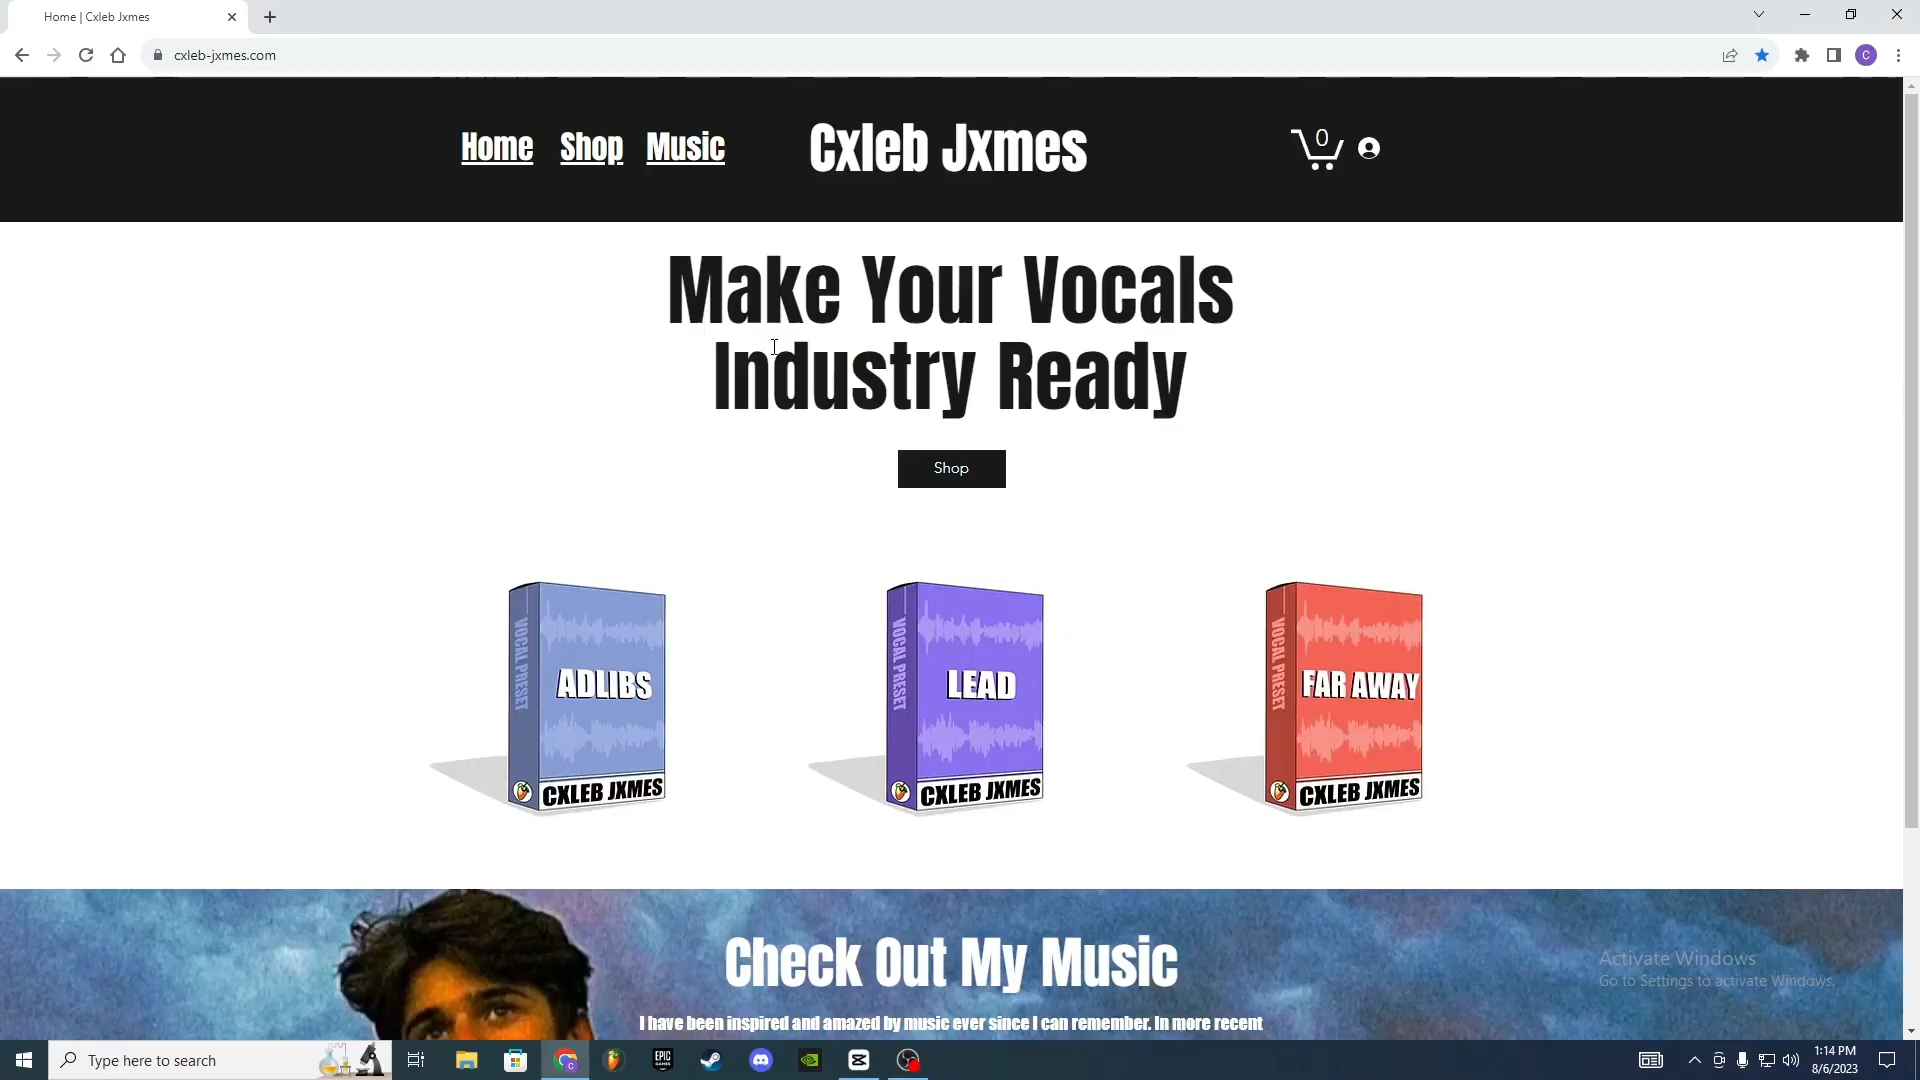 Home | Cxleb Jxmes
cxleb-jxmes.com
C
Home Shop Music
Cxleb Jxmes
0
Make Your Vocals
Industry Ready
Shop
VOCAL PRESET
ADLIBS
CXLEB JXMES
VOCAL PRESET
LEAD
CXLEB JXMES
VOCAL PRESET
FAR AWAY
CXLEB JXMES
Check Out My Music
I have been inspired and amazed by music ever since I can remember. In more recent
Activate Windows
Go to Settings to activate Windows.
Type here to search
C
EPIC
GAMES
1:14 PM
8/6/2023